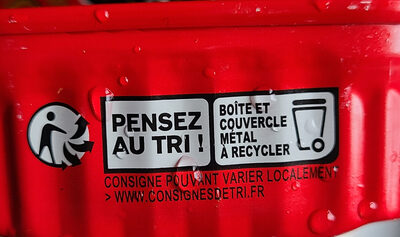 PENSEZ
AU TRI !
BOÎTE ET
COUVERCLE
MÉTAL
À RECYCLER
CONSIGNE POUVANT VARIER LOCALEMENT
> WWW.CONSIGNESDETRI.FR